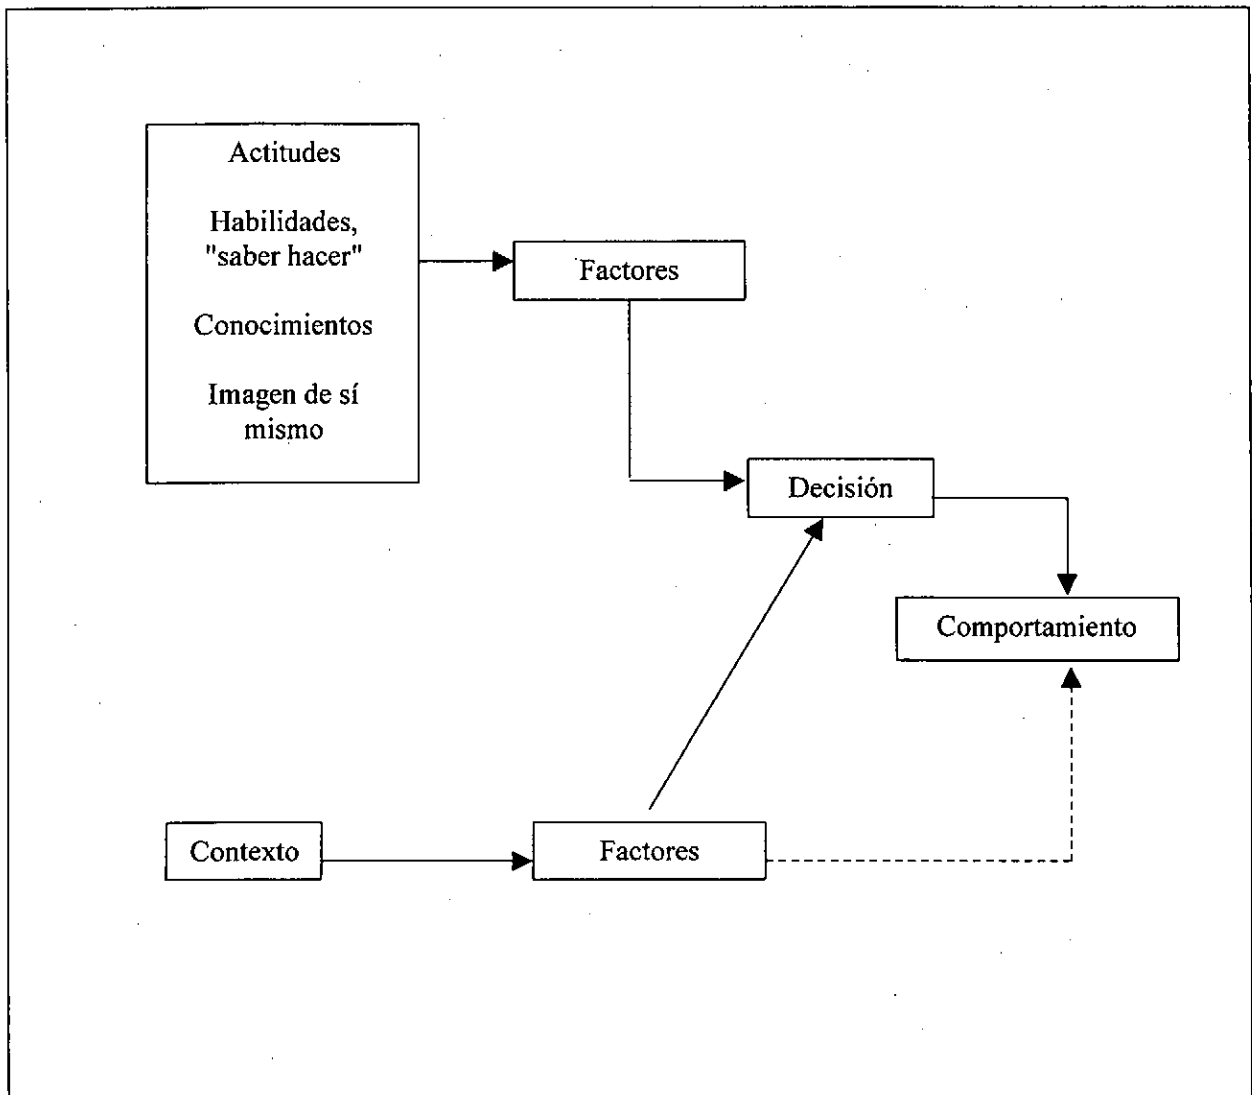 Actitudes
Habilidades,
"saber hacer"
Conocimientos
Imagen de sí
mismo
Factores
Decisión
Comportamiento
Contexto
Factores